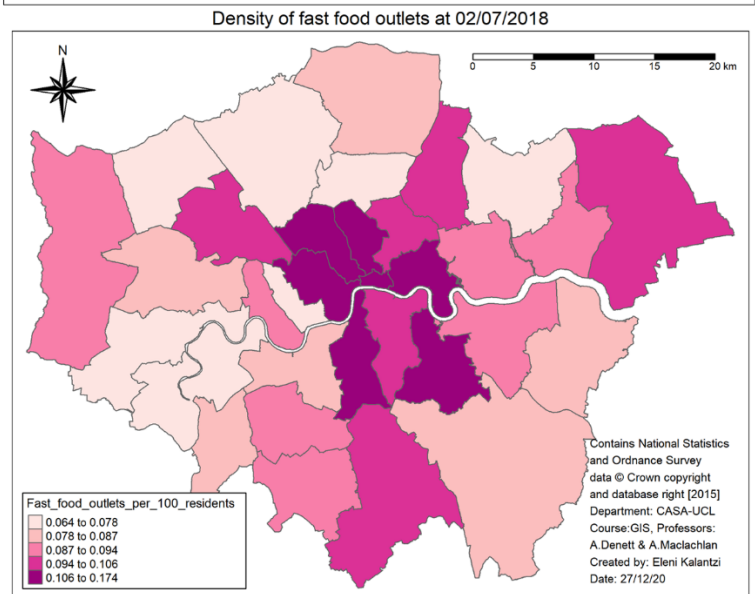 Density of fast food outlets at 02/07/2018
N
0 5 10 15 20 km
Contains National Statistics
and Ordnance Survey
data © Crown copyright
and database right [2015]
Department: CASA-UCL
Course:GIS, Professors:
A.Denett & A.Maclachlan
Created by: Eleni Kalantzi
Date: 27/12/20
Fast_food_outlets_per_100_residents
0.064 to 0.078
0.078 to 0.087
0.087 to 0.094
0.094 to 0.106
0.106 to 0.174